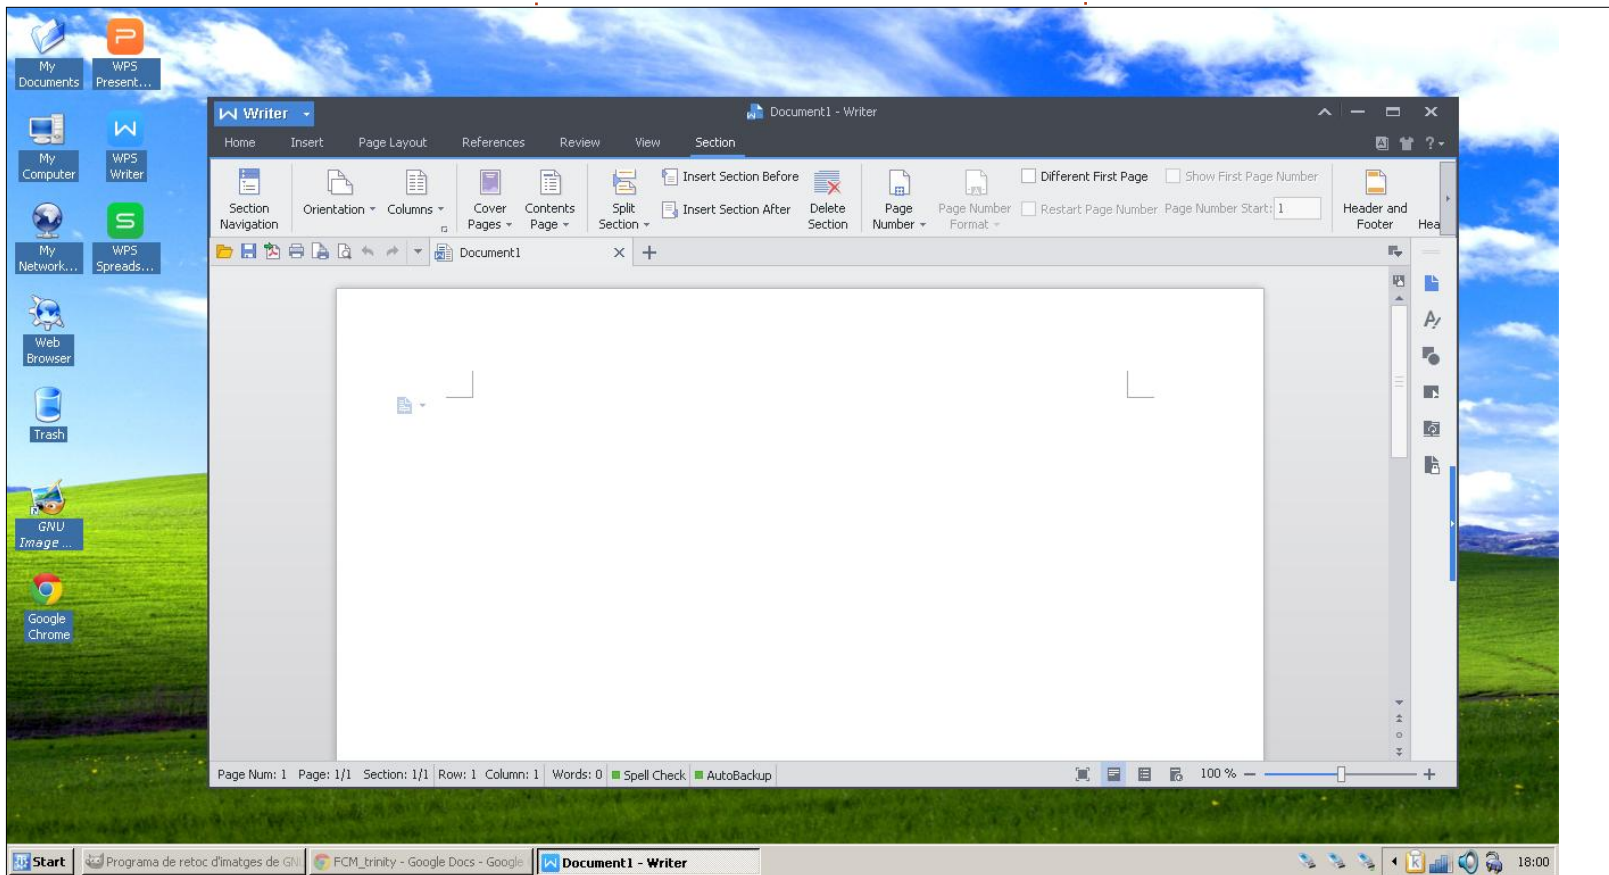 My
Documents
WPS
Present...
My
Computer
WPS
Writer
My
Network...
WPS
Spreads...
Web
Browser
Trash
GNU
Image ...
Google
Chrome
Writer
Document1 - Writer
Home Insert Page Layout References Review View Section
Section
Navigation
Orientation
Columns
Cover
Pages
Contents
Page
Split
Section
Insert Section Before
Insert Section After
Delete
Section
Page
Number
Page Number
Format
Different First Page
Show First Page Number
Restart Page Number
Page Number Start: 1
Header and
Footer
Hea
Document1
Page Num: 1 Page: 1/1 Section: 1/1 Row: 1 Column: 1 Words: 0 Spell Check AutoBackup
100 %
Start
Programa de retoc d'imatges de GN
FCM_trinity - Google Docs - Google
Document1 - Writer
18:00